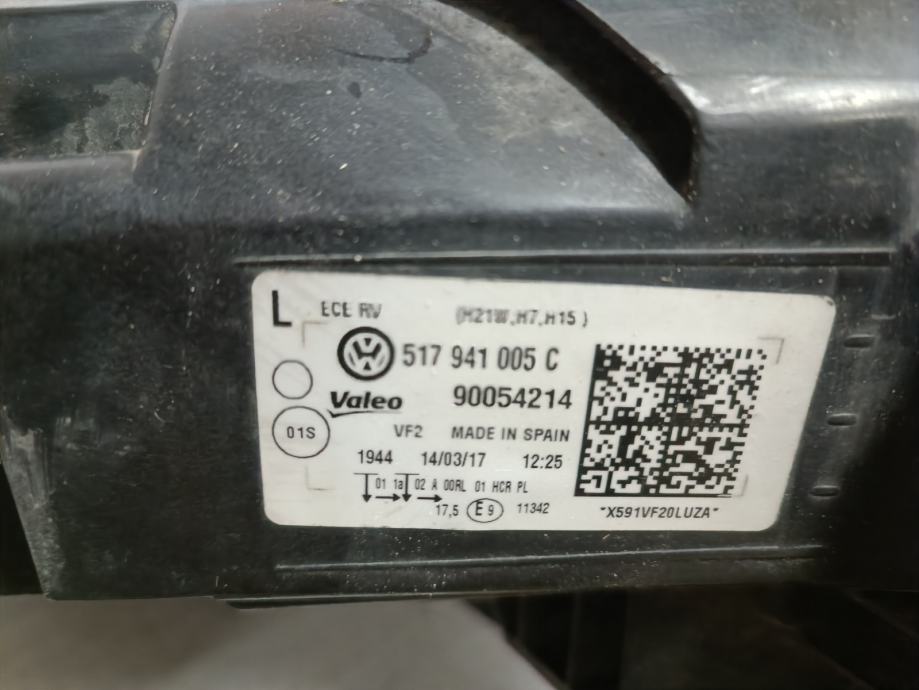 L ECE RV (H21W,H7,H15)
517 941 005 C
Valeo 90054214
01S
VF2 MADE IN SPAIN
1944 14/03/17 12:25
01 1a 02 A 00RL 01 HCR PL
17,5 E9 11342
*X591VF20LUZA*